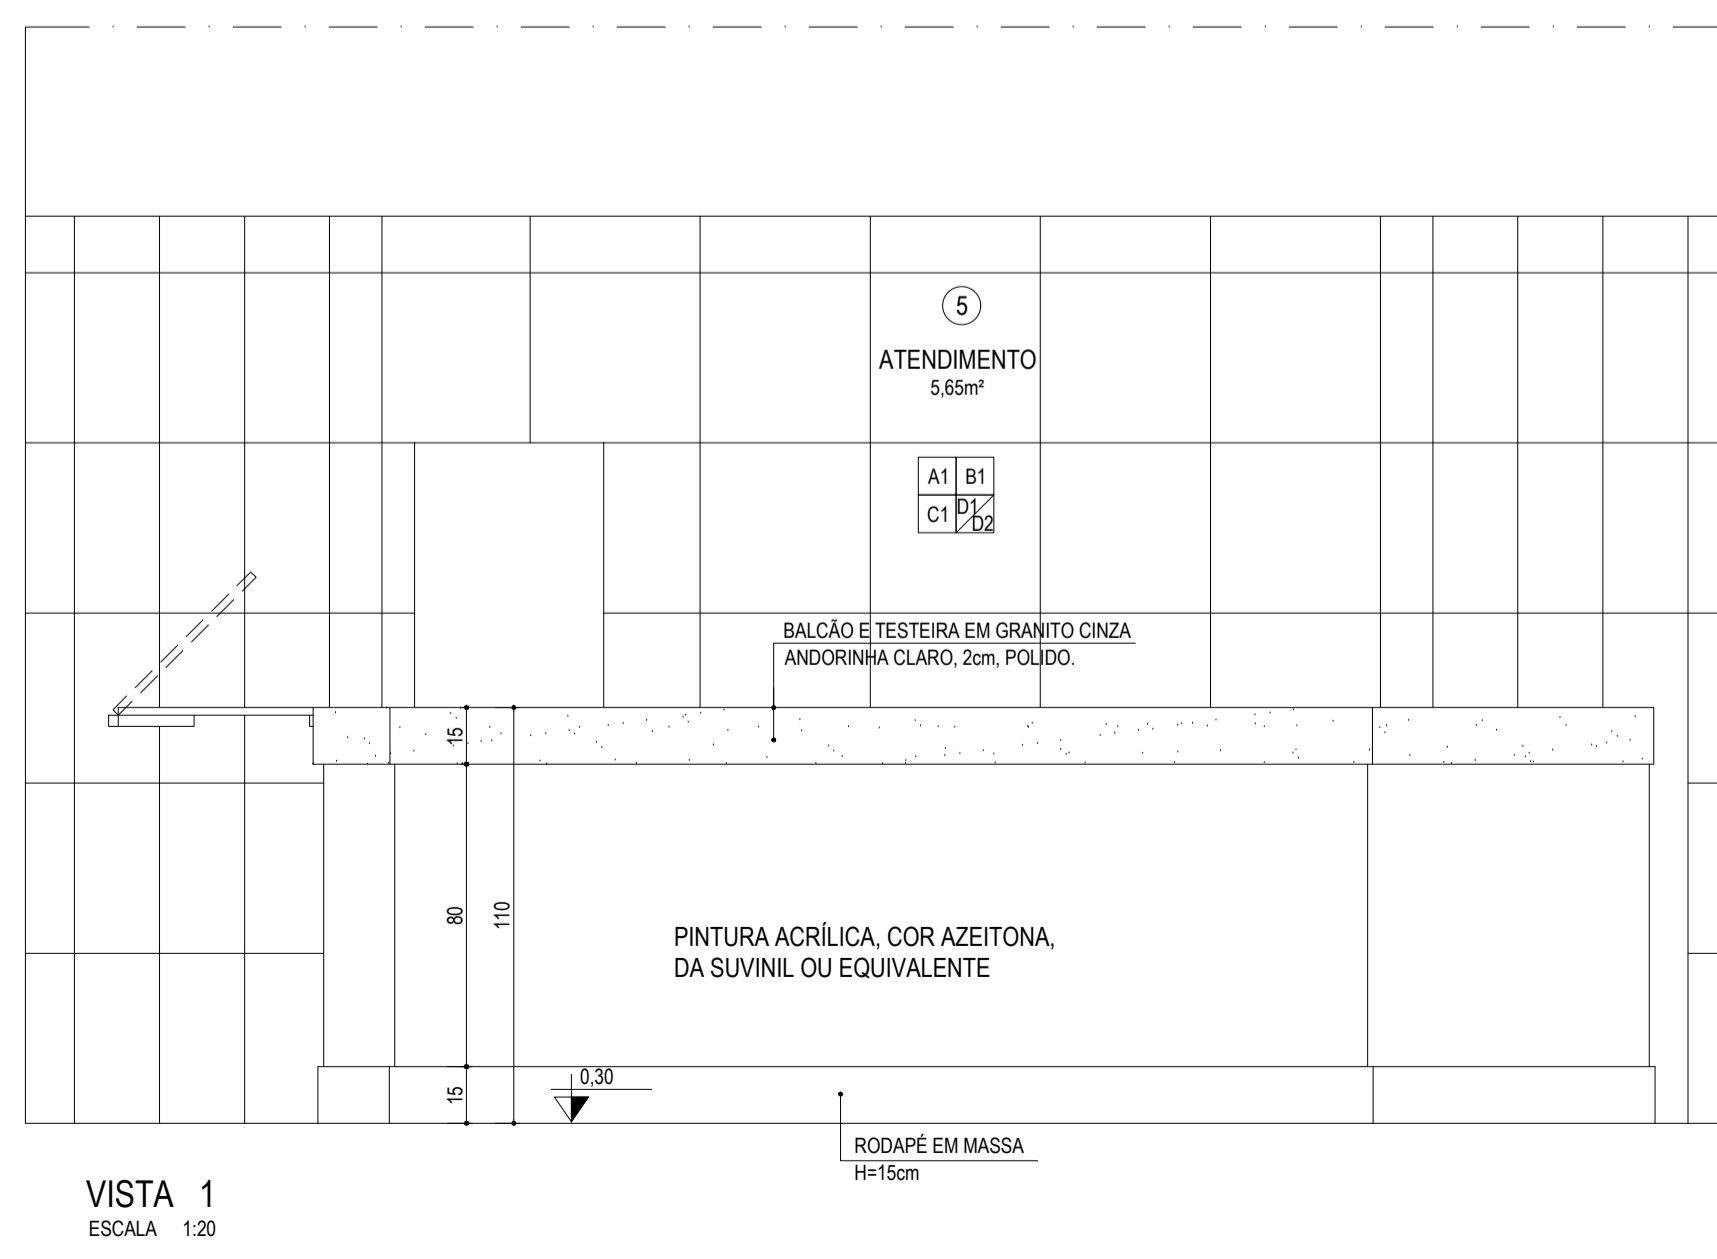 5
ATENDIMENTO
5,65m²
A1 B1
C1 D1 D2
BALCÃO E TESTEIRA EM GRANITO CINZA
ANDORINHA CLARO, 2cm, POLIDO.
15
80
110
PINTURA ACRÍLICA, COR AZEITONA,
DA SUVINIL OU EQUIVALENTE
15
0,30
RODAPÉ EM MASSA
H=15cm
VISTA 1
ESCALA 1:20